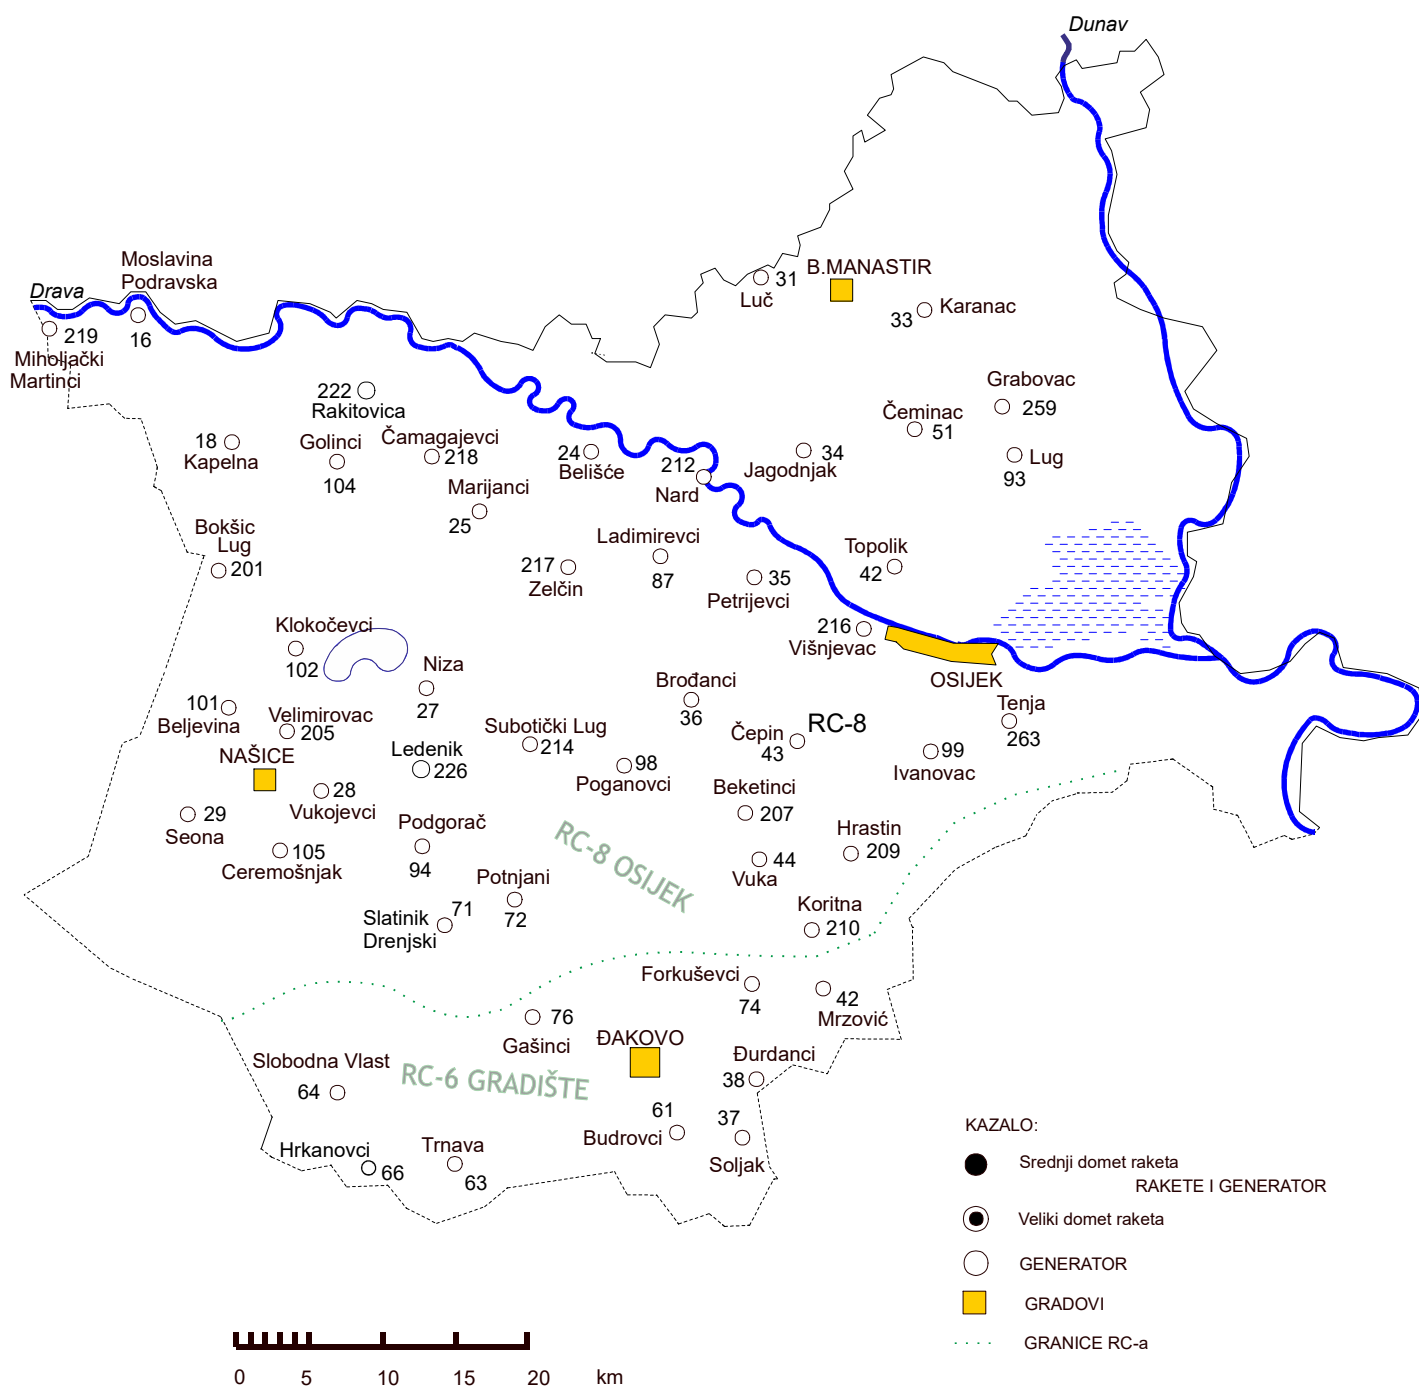 Dunav
Moslavina
Podravska
B.MANASTIR
31
Luč
Drava
219
16
Karanac
33
Miholjački
Martinci
222
Rakitovica
Grabovac
259
Čeminac
51
18
Kapelna
Golinci
104
Čamagajevci
218
24
Belišće
212
Nard
34
Jagodnjak
Lug
93
Marijanci
25
Bokšic
Lug
201
Ladimirevci
87
217
Zelčin
35
Petrijevci
Topolik
42
Klokočevci
102
216
Višnjevac
Niza
27
OSIJEK
Brođanci
36
101
Beljevina
Velimirovac
205
Subotički Lug
214
Čepin
43
RC-8
Tenja
263
NAŠICE
Ledenik
226
98
Poganovci
99
Ivanovac
28
Vukojevci
Beketinci
207
29
Seona
Podgorač
94
Hrastin
209
105
Ceremošnjak
RC-8 OSIJEK
44
Vuka
Potnjani
72
71
Slatinik
Drenjski
Koritna
210
Forkuševci
74
42
Mrzović
76
Gašinci
ĐAKOVO
Đurdanci
38
Slobodna Vlast
64
RC-6 GRADIŠTE
61
Budrovci
37
Soljak
Hrkanovci
66
Trnava
63
KAZALO:
Srednji domet raketa
RAKETE I GENERATOR
Veliki domet raketa
GENERATOR
GRADOVI
GRANICE RC-a
0 5 10 15 20 km